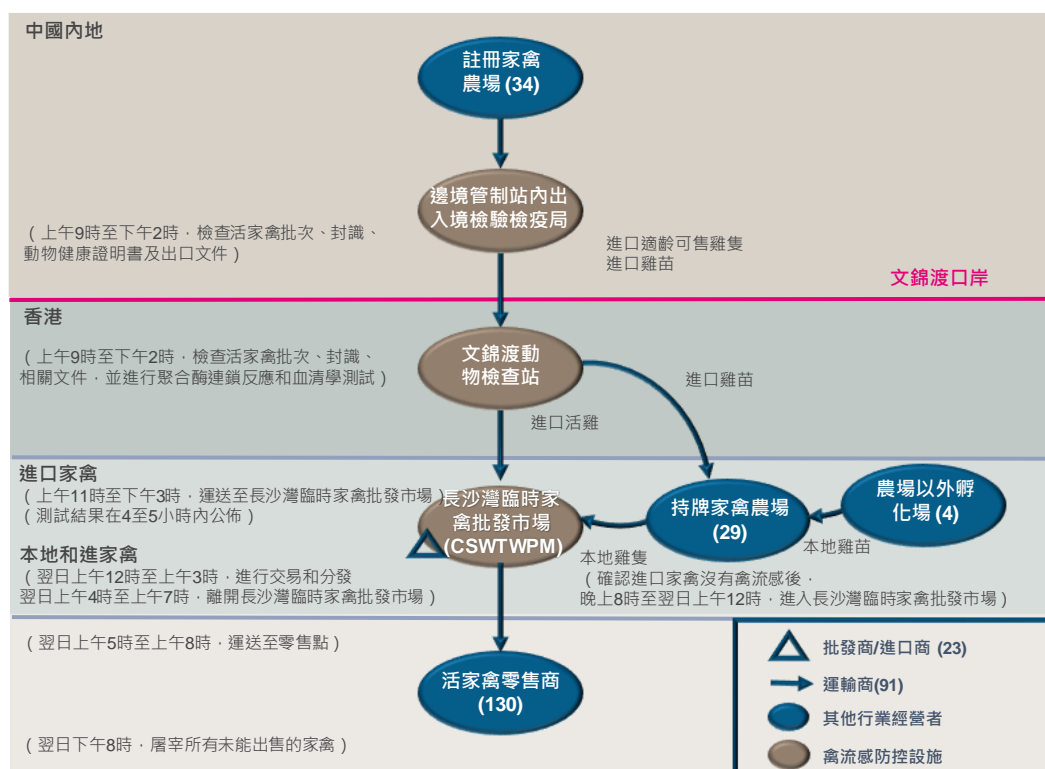 中國內地
註冊家禽
農場 (34)
邊境管制站內出
入境檢驗檢疫局
(上午9時至下午2時，檢查活家禽批次、封識、
動物健康證明書及出口文件)
進口適齡可售雞隻
進口雞苗
文錦渡口岸
香港
(上午9時至下午2時，檢查活家禽批次、封識、
相關文件，並進行聚合酶連鎖反應和血清學測試)
文錦渡動
物檢查站
進口雞苗
進口活雞
進口家禽
(上午11時至下午3時，運送至長沙灣臨時家禽批發市場)
(測試結果在4至5小時內公佈)
長沙灣臨時家
禽批發市場
(CSWTWPM)
持牌家禽農場
(29)
農場以外孵
化場 (4)
本地雞苗
本地雞隻
(確認進口家禽沒有禽流感後，
晚上8時至翌日上午12時，進入長沙灣臨時家禽批發市場)
本地和進家禽
(翌日上午12時至上午3時，進行交易和分發
翌日上午4時至上午7時，離開長沙灣臨時家禽批發市場)
(翌日上午5時至上午8時，運送至零售點)
活家禽零售商
(130)
(翌日下午8時，屠宰所有未能出售的家禽)
批發商/進口商 (23)
運輸商(91)
其他行業經營者
禽流感防控設施